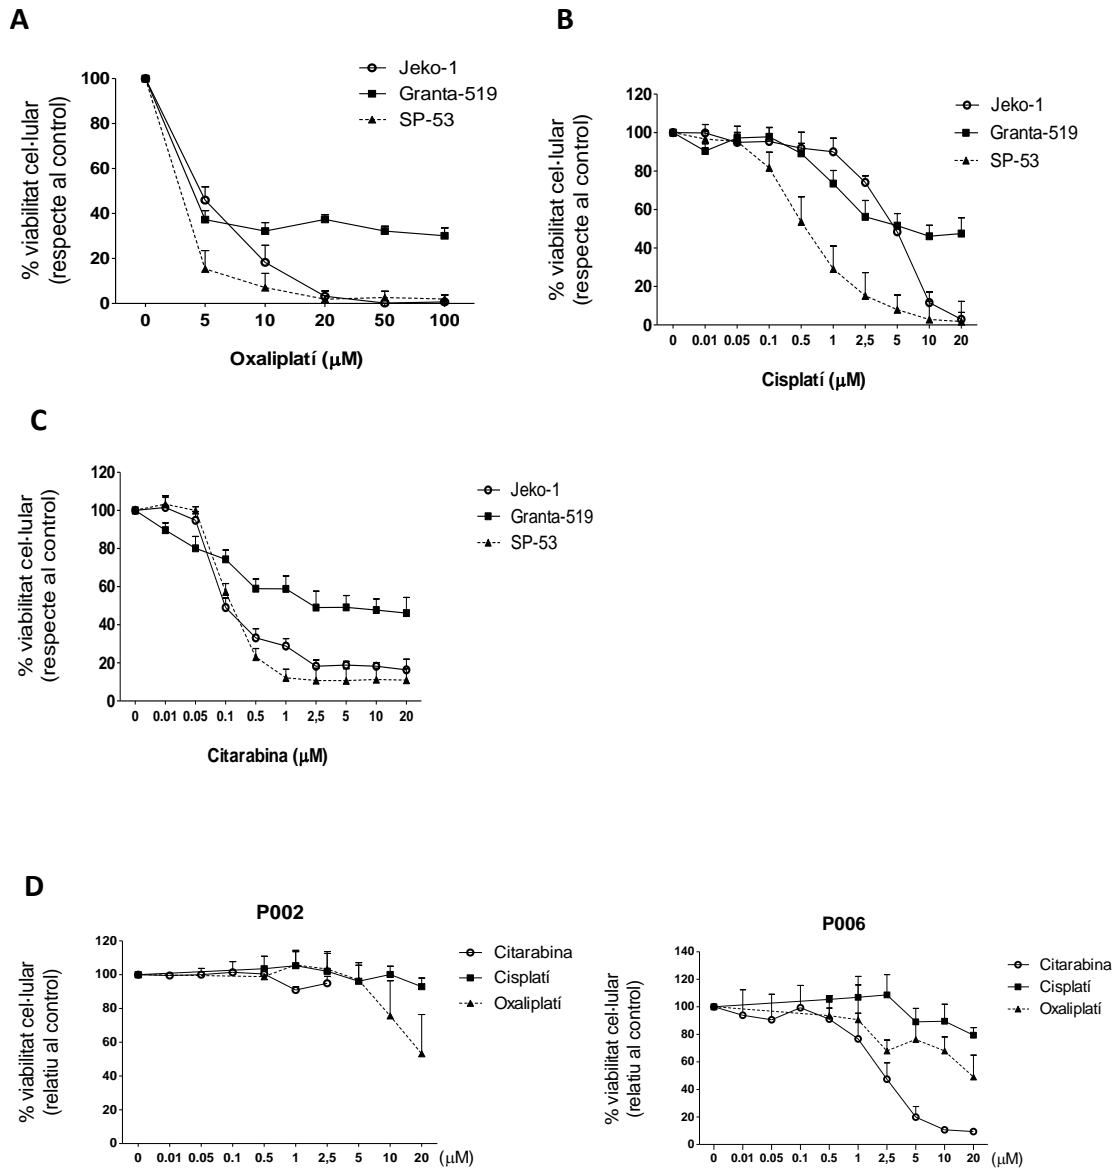 A
% viabilitat cel·lular
(respecte al control)
100
80
60
40
20
0
0 5 10 20 50 100
Oxaliplatí (μM)
Jeko-1
Granta-519
SP-53
B
% viabilitat cel·lular
(respecte al control)
120
100
80
60
40
20
0
0 0.01 0.05 0.1 0.5 1 2,5 5 10 20
Cisplatí (μM)
Jeko-1
Granta-519
SP-53
C
% viabilitat cel·lular
(respecte al control)
120
100
80
60
40
20
0
0 0.01 0.05 0.1 0.5 1 2,5 5 10 20
Citarabina (μM)
Jeko-1
Granta-519
SP-53
D
P002
% viabilitat cel·lular
(relatiu al control)
120
100
80
60
40
20
0
0 0.01 0.05 0.1 0.5 1 2,5 5 10 20 (μM)
Citarabina
Cisplatí
Oxaliplatí
P006
% viabilitat cel·lular
(relatiu al control)
140
120
100
80
60
40
20
0
0 0.01 0.05 0.1 0.5 1 2,5 5 10 20 (μM)
Citarabina
Cisplatí
Oxaliplatí